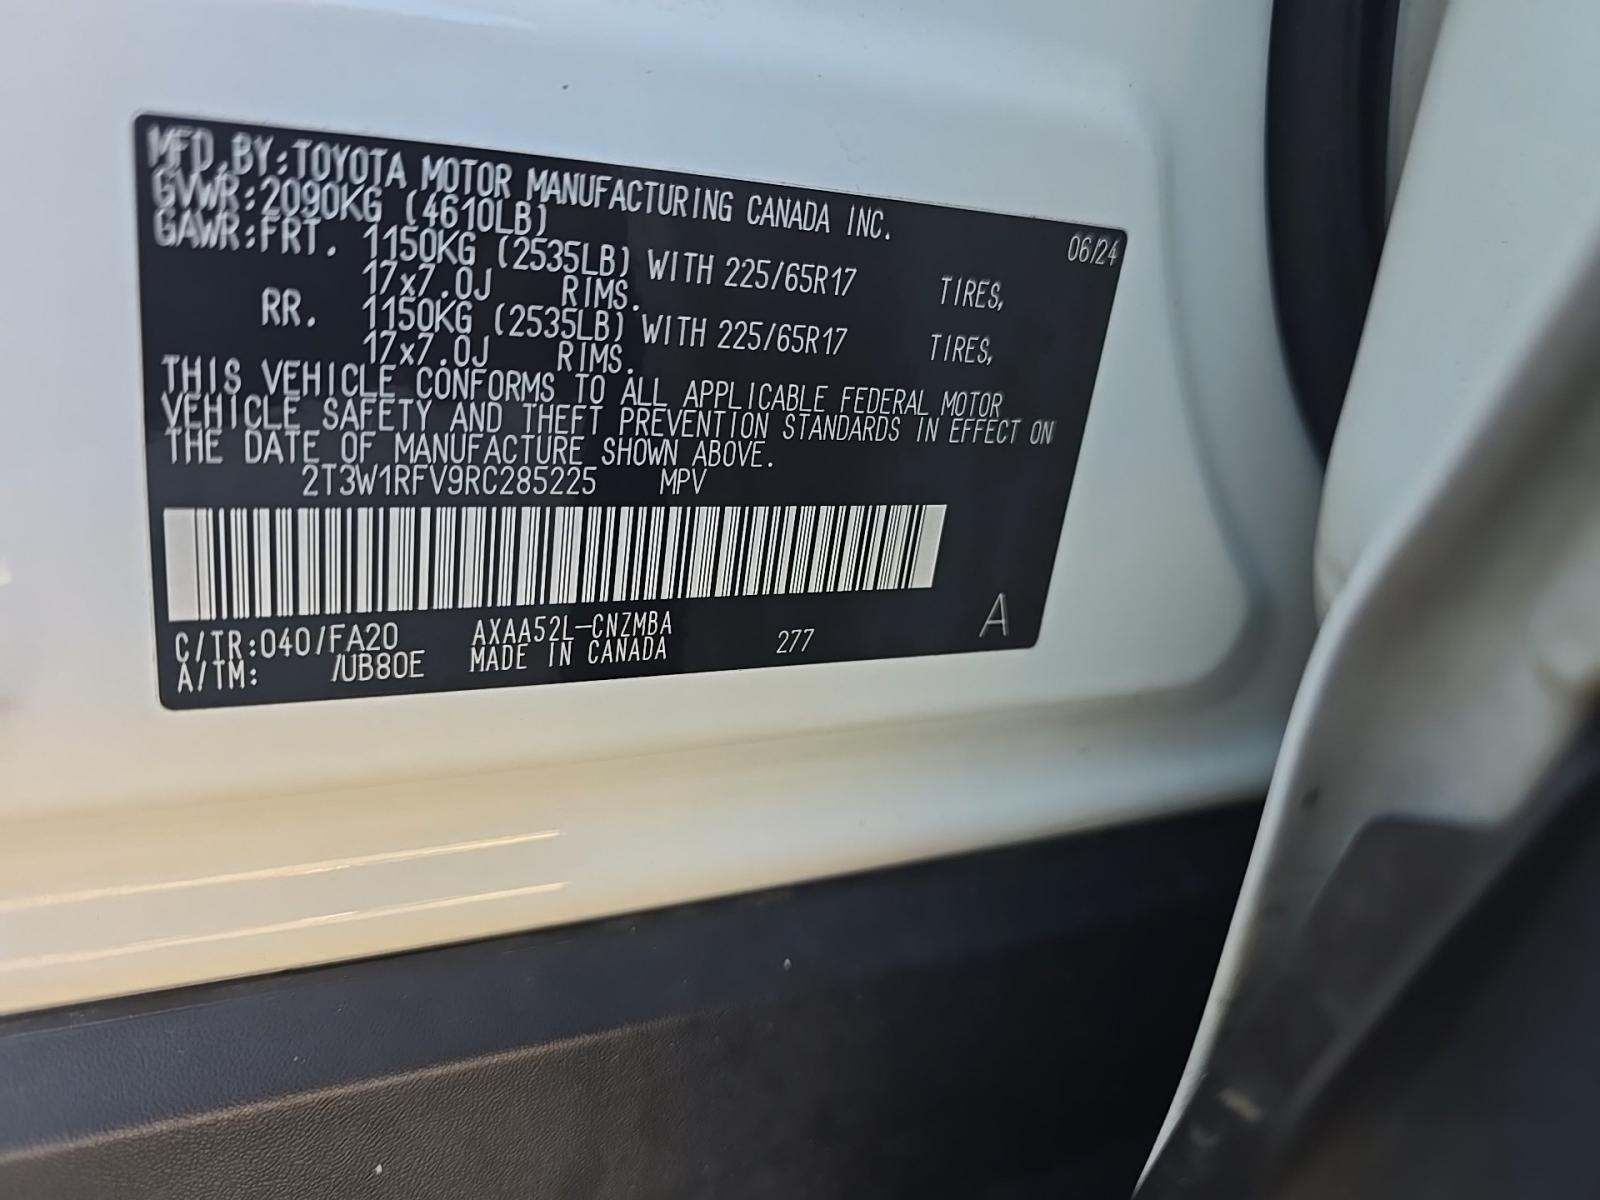 MFD.BY:TOYOTA MOTOR MANUFACTURING CANADA INC.
GVWR:2090KG (4610LB) 06/24
GAWR:FRT. 1150KG (2535LB) WITH 225/65R17 TIRES,
17x7.0J RIMS.
RR. 1150KG (2535LB) WITH 225/65R17 TIRES,
17x7.0J RIMS.
THIS VEHICLE CONFORMS TO ALL APPLICABLE FEDERAL MOTOR
VEHICLE SAFETY AND THEFT PREVENTION STANDARDS IN EFFECT ON
THE DATE OF MANUFACTURE SHOWN ABOVE.
2T3W1RFV9RC285225 MPV
C/TR:040/FA20 AXAA52L-CNZMBA 277 A
A/TM: /UB80E MADE IN CANADA